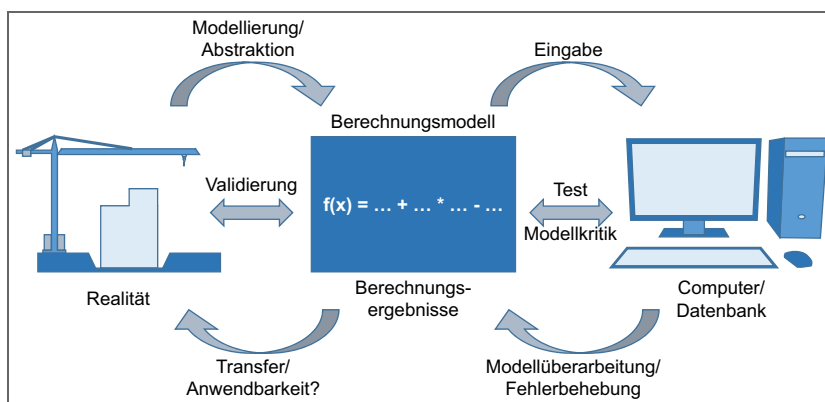 Modellierung/
Abstraktion
Eingabe
Berechnungsmodell
Validierung
f(x) = ... + ... * ... - ...
Test
Modellkritik
Realität
Berechnungs-
ergebnisse
Computer/
Datenbank
Transfer/
Anwendbarkeit?
Modellüberarbeitung/
Fehlerbehebung